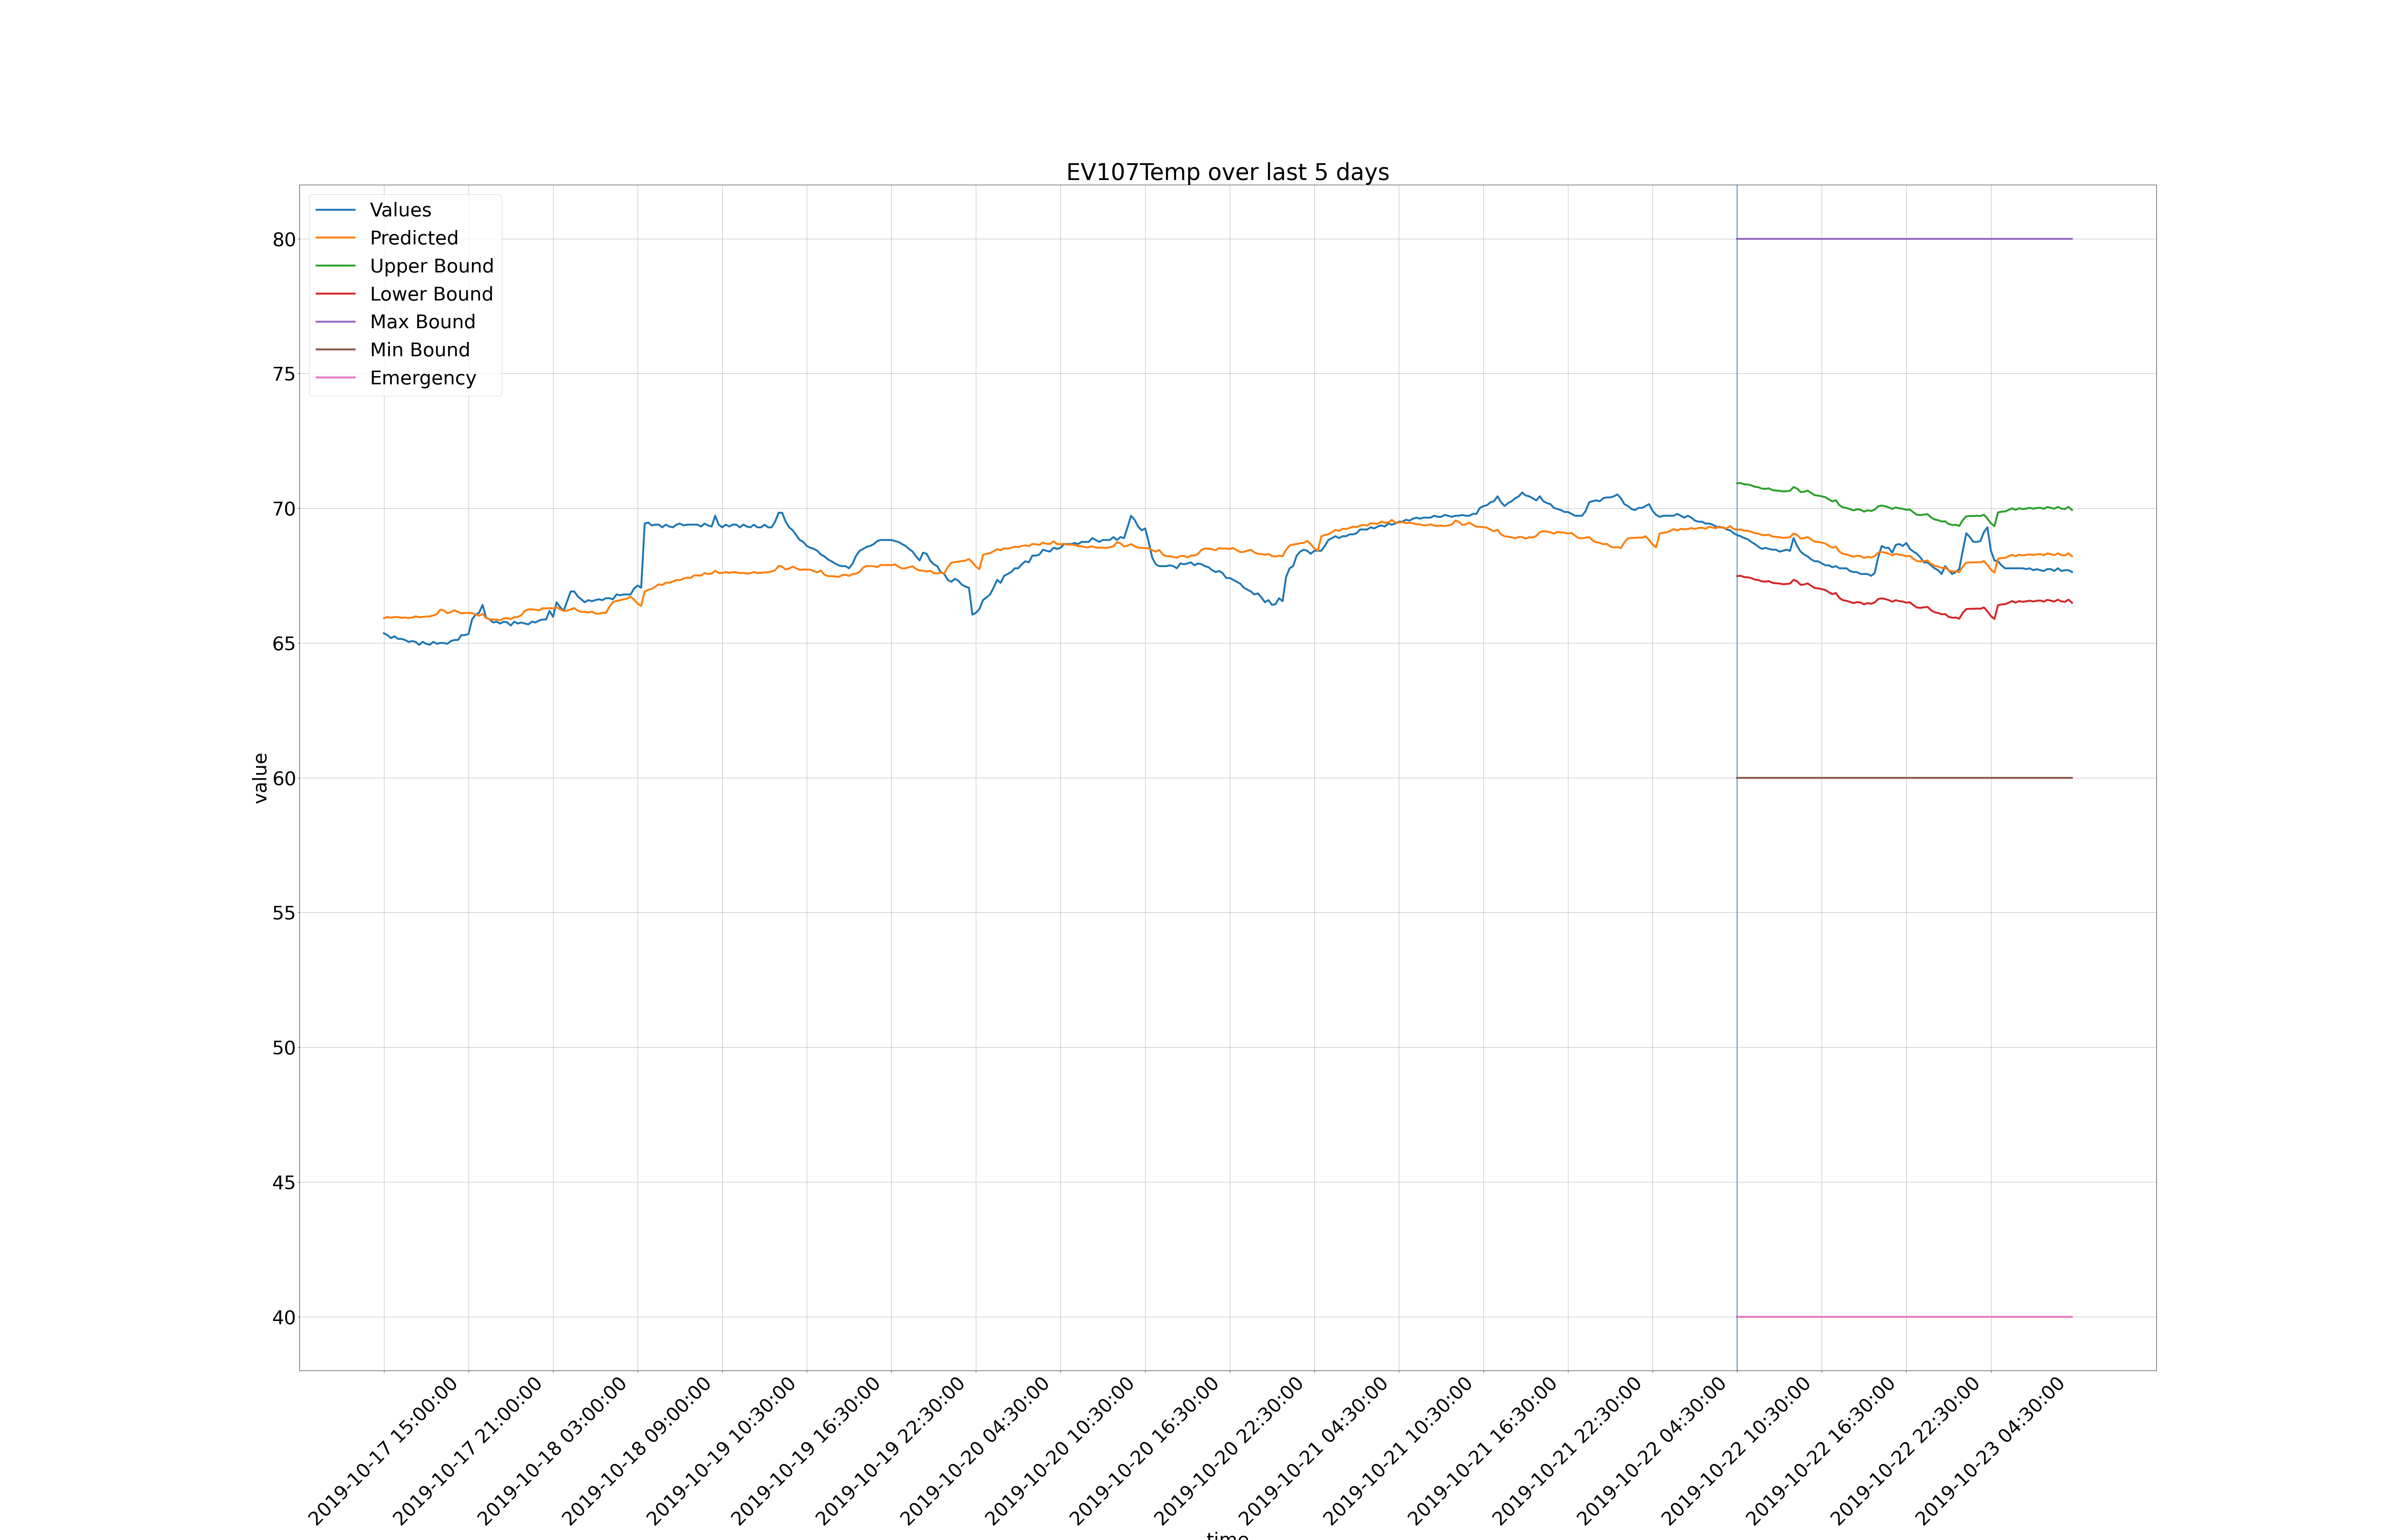 EV107Temp over last 5 days
Values
Predicted
Upper Bound
Lower Bound
Max Bound
Min Bound
Emergency
80
75
70
65
60
55
50
45
40
value
2019-10-17 15:00:00
2019-10-17 21:00:00
2019-10-18 03:00:00
2019-10-18 09:00:00
2019-10-19 10:30:00
2019-10-19 16:30:00
2019-10-19 22:30:00
2019-10-20 04:30:00
2019-10-20 10:30:00
2019-10-20 16:30:00
2019-10-20 22:30:00
2019-10-21 04:30:00
2019-10-21 10:30:00
2019-10-21 16:30:00
2019-10-21 22:30:00
2019-10-22 04:30:00
2019-10-22 10:30:00
2019-10-22 16:30:00
2019-10-22 22:30:00
2019-10-23 04:30:00
time